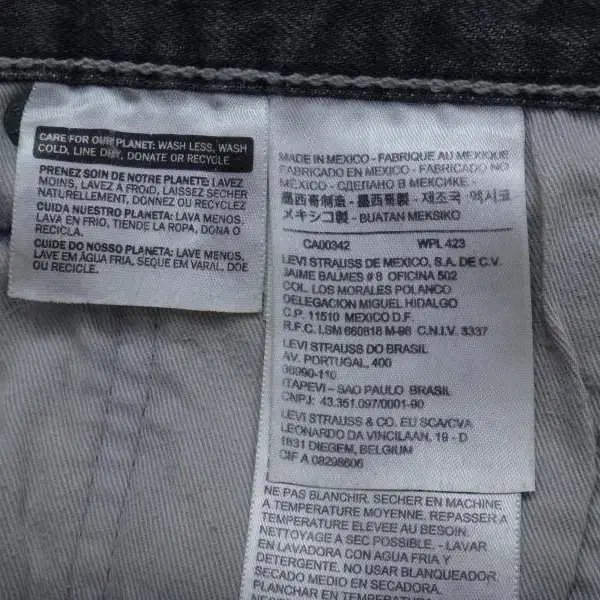 CARE FOR OUR PLANET: WASH LESS, WASH
COLD, LINE DRY, DONATE OR RECYCLE
PRENEZ SOIN DE NOTRE PLANETE: LAVEZ
MOINS, LAVEZ A FROID, LAISSEZ SECHER
NATURELLEMENT, DONNEZ OU RECYCLEZ
CUIDA NUESTRO PLANETA: LAVA MENOS,
LAVA EN FRIO, TIENDE LA ROPA, DONA O
RECICLA.
CUIDE DO NOSSO PLANETA: LAVE MENOS,
LAVE EM ÁGUA FRIA, SEQUE EM VARAL, DOE
OU RECICLE.
MADE IN MEXICO - FABRIQUE AU MEXIQUE
FABRICADO EN MEXICO - FABRICADO NO
MEXICO - СДЕЛАНО В МЕКСИКЕ -
墨西哥制造 - 墨西哥製 - 제조국 - 멕시코
メキシコ製 - BUATAN MEKSIKO
CA00342 WPL 423
LEVI STRAUSS DE MEXICO, S.A. DE C.V.
JAIME BALMES # 8 OFICINA 502
COL. LOS MORALES POLANCO
DELEGACION MIGUEL HIDALGO
C.P. 11510 MEXICO D.F.
R.F.C. LSM 660818 M-98 C.N.I.V. 3337
LEVI STRAUSS DO BRASIL
AV. PORTUGAL, 400
06690-110
ITAPEVI - SAO PAULO BRASIL
CNPJ: 43.351.097/0001-90
LEVI STRAUSS & CO. EU SCA/CVA
LEONARDO DA VINCILAAN, 19 - D
1831 DIEGEM, BELGIUM
CIF A 08298606
NE PAS BLANCHIR. SECHER EN MACHINE
A TEMPERATURE MOYENNE. REPASSER A
TEMPERATURE ELEVEE AU BESOIN.
NETTOYAGE A SEC POSSIBLE. - LAVAR
EN LAVADORA CON AGUA FRIA Y
DETERGENTE. NO USAR BLANQUEADOR.
SECADO MEDIO EN SECADORA.
PLANCHAR EN TEMPERATURA